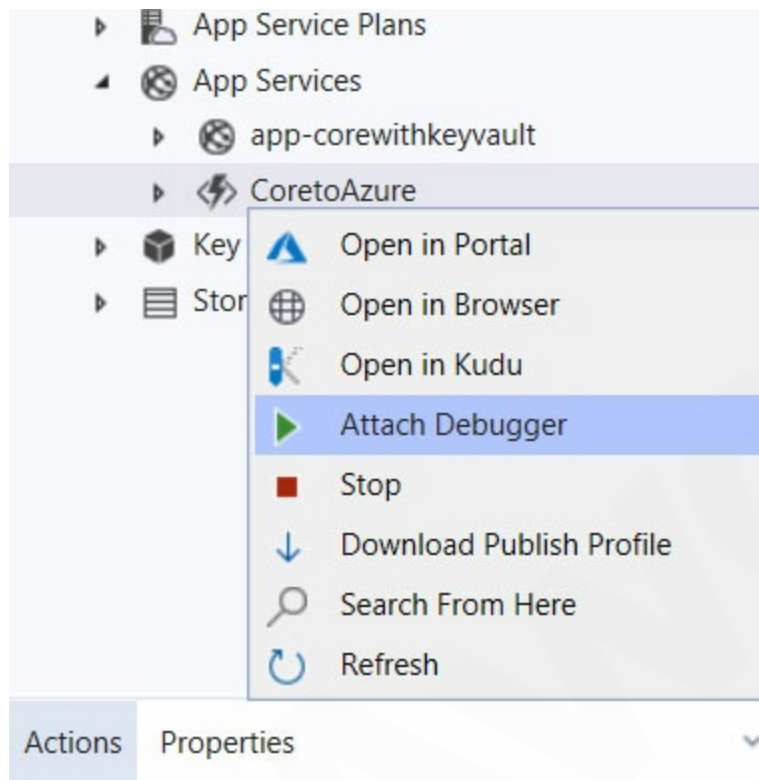 App Service Plans
App Services
app-corewithkeyvault
CoretoAzure
Key
Open in Portal
Stor
Open in Browser
Open in Kudu
Attach Debugger
Stop
Download Publish Profile
Search From Here
Refresh
Actions Properties